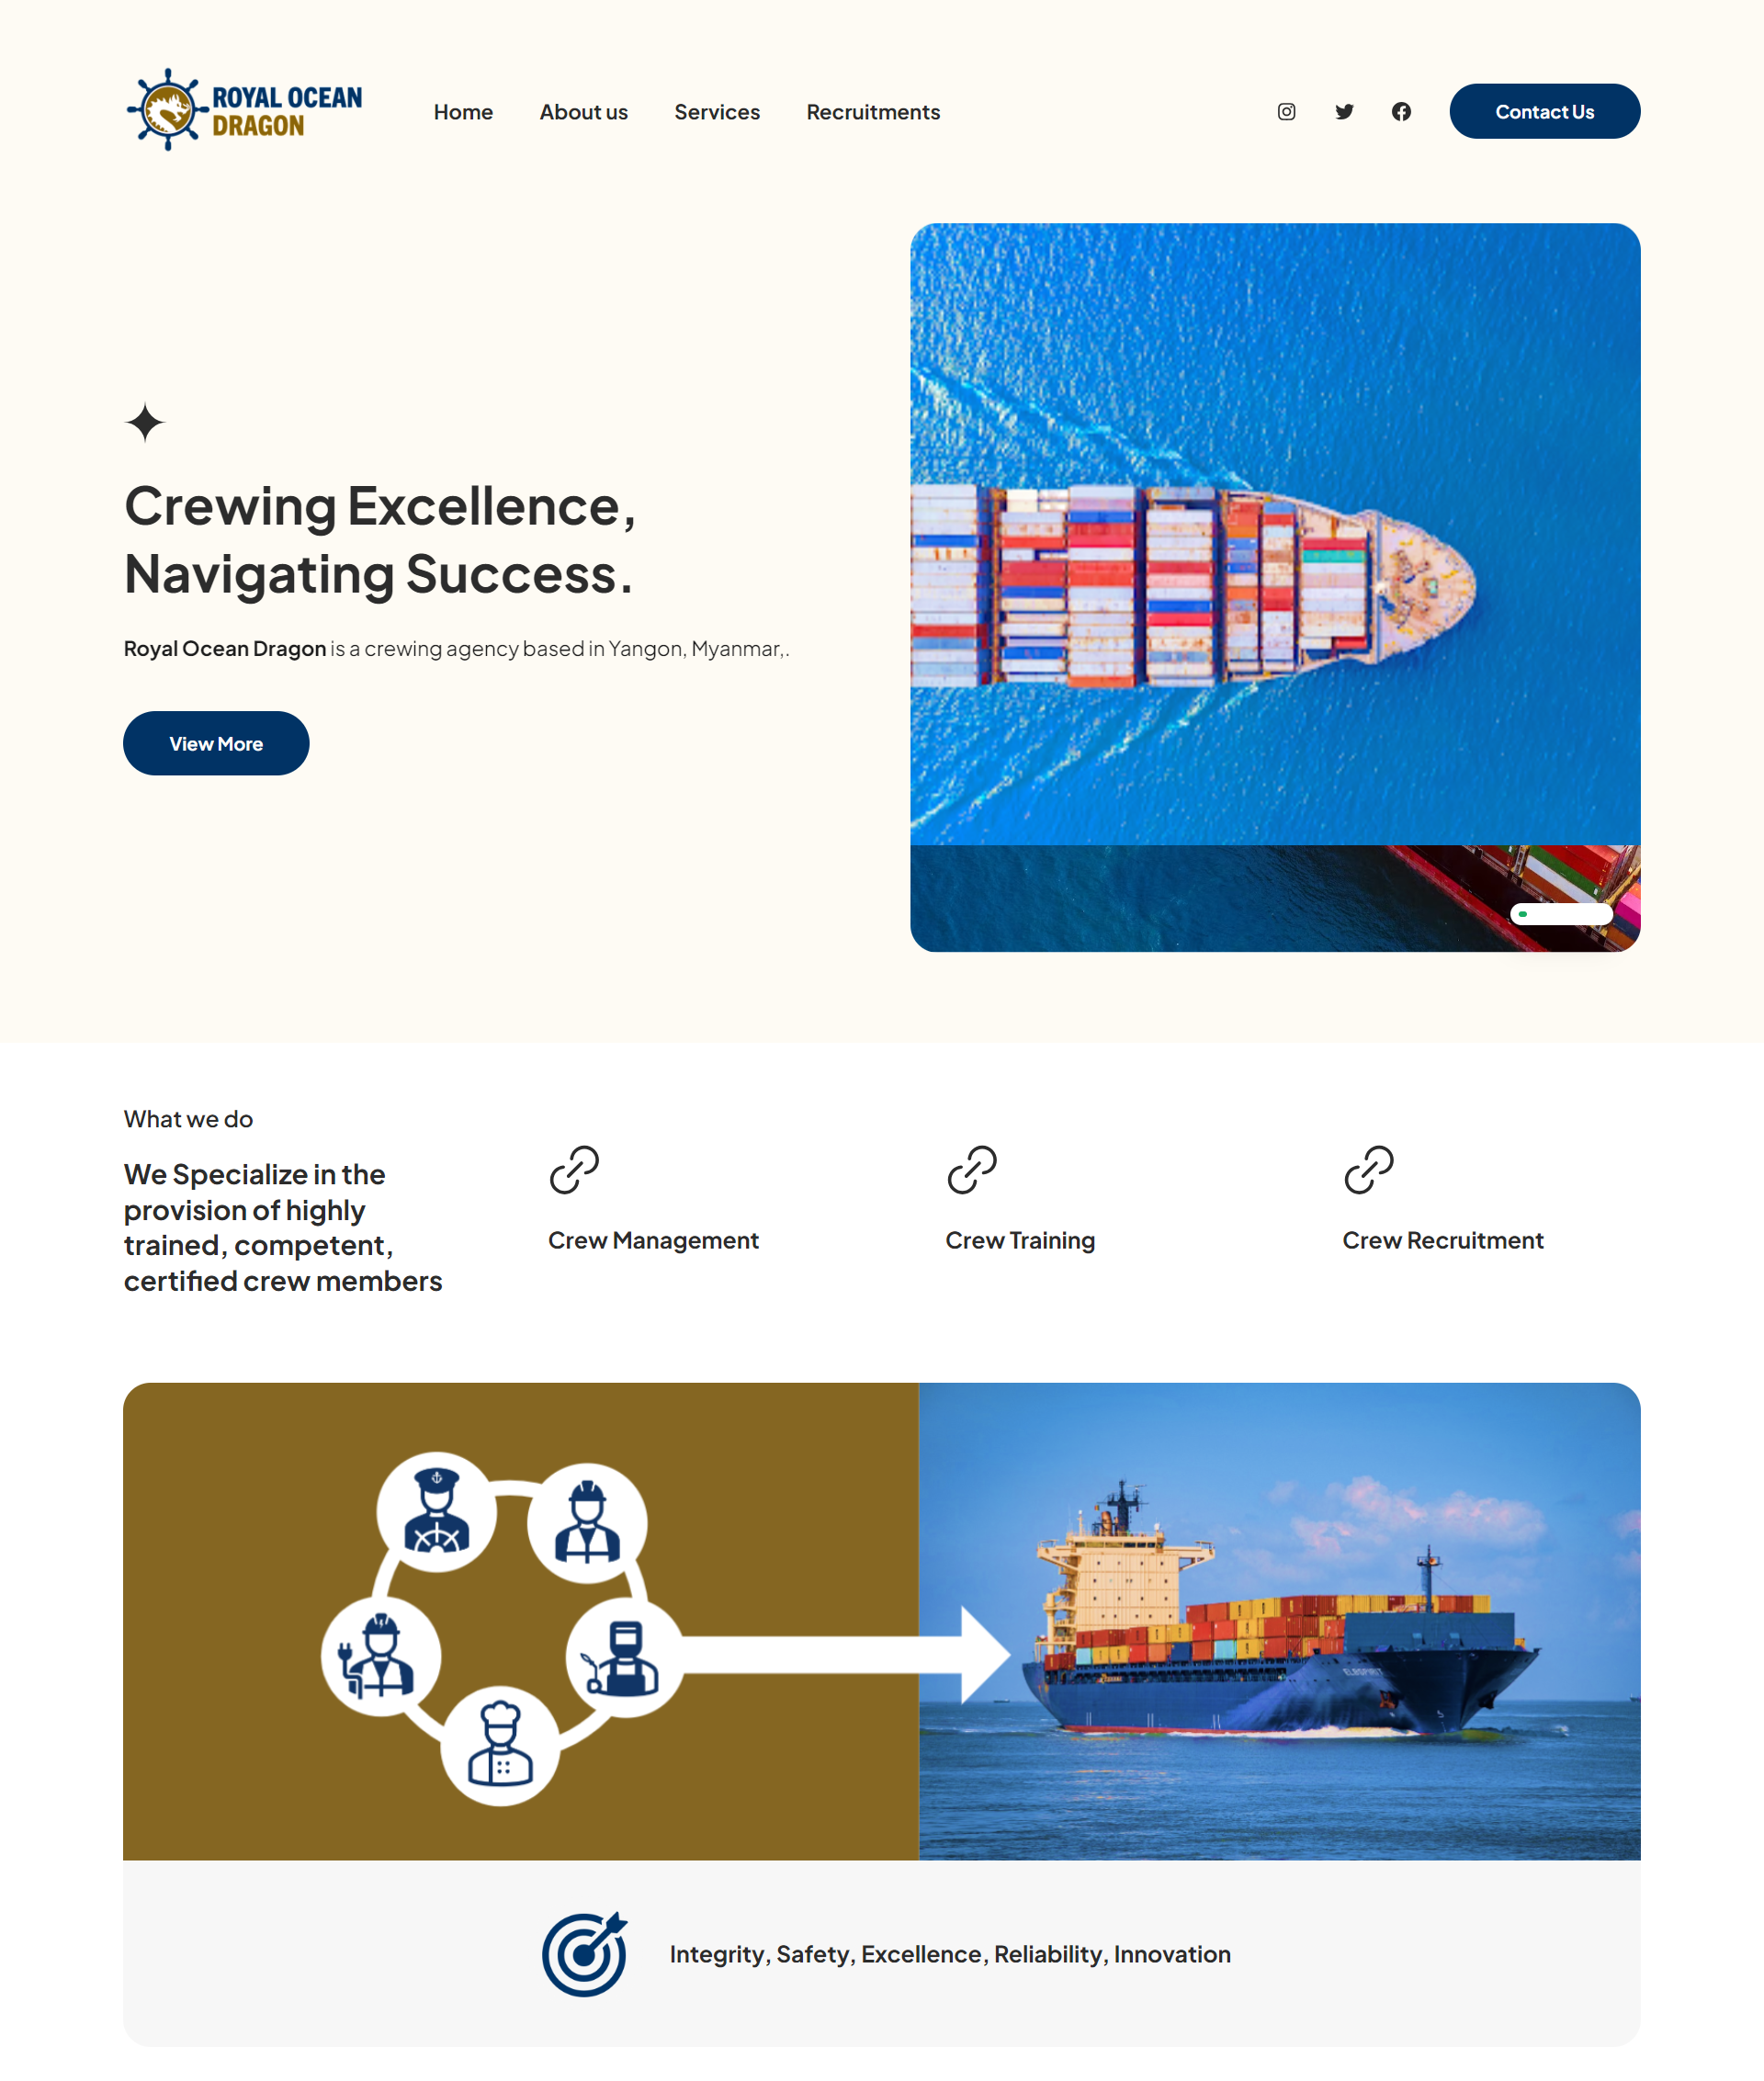 ROYAL OCEAN
DRAGON
Home
About us
Services
Recruitments
Contact Us
Crewing Excellence,
Navigating Success.
Royal Ocean Dragon is a crewing agency based in Yangon, Myanmar,.
View More
What we do
We Specialize in the
provision of highly
trained, competent,
certified crew members
Crew Management
Crew Training
Crew Recruitment
ELBSPIRIT
Integrity, Safety, Excellence, Reliability, Innovation